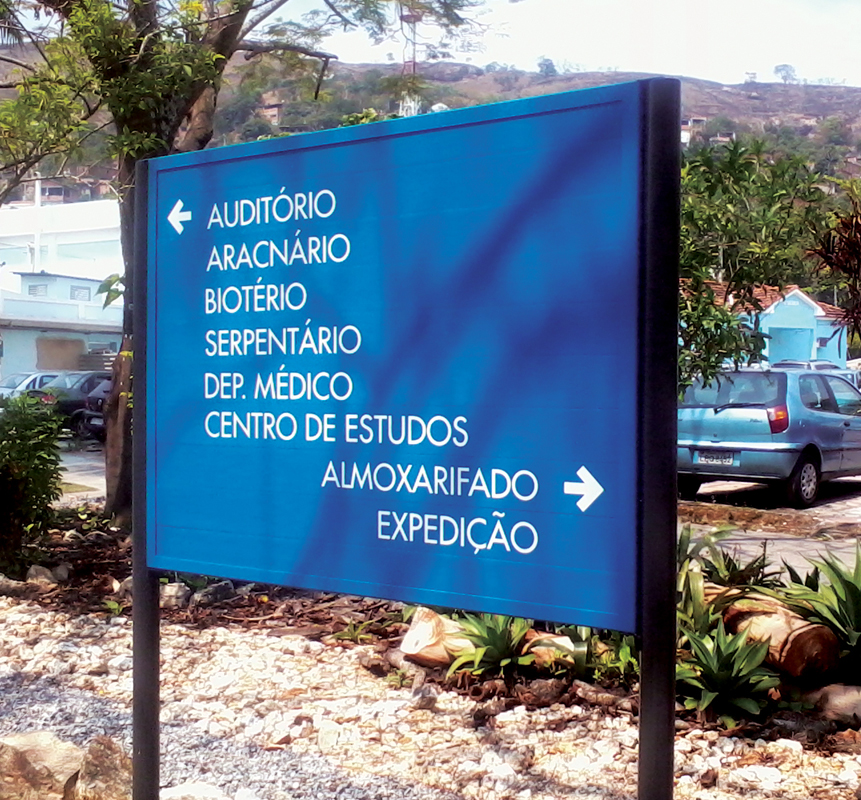 AUDITÓRIO
ARACNÁRIO
BIOTÉRIO
SERPENTÁRIO
DEP. MÉDICO
CENTRO DE ESTUDOS
ALMOXARIFADO
EXPEDIÇÃO